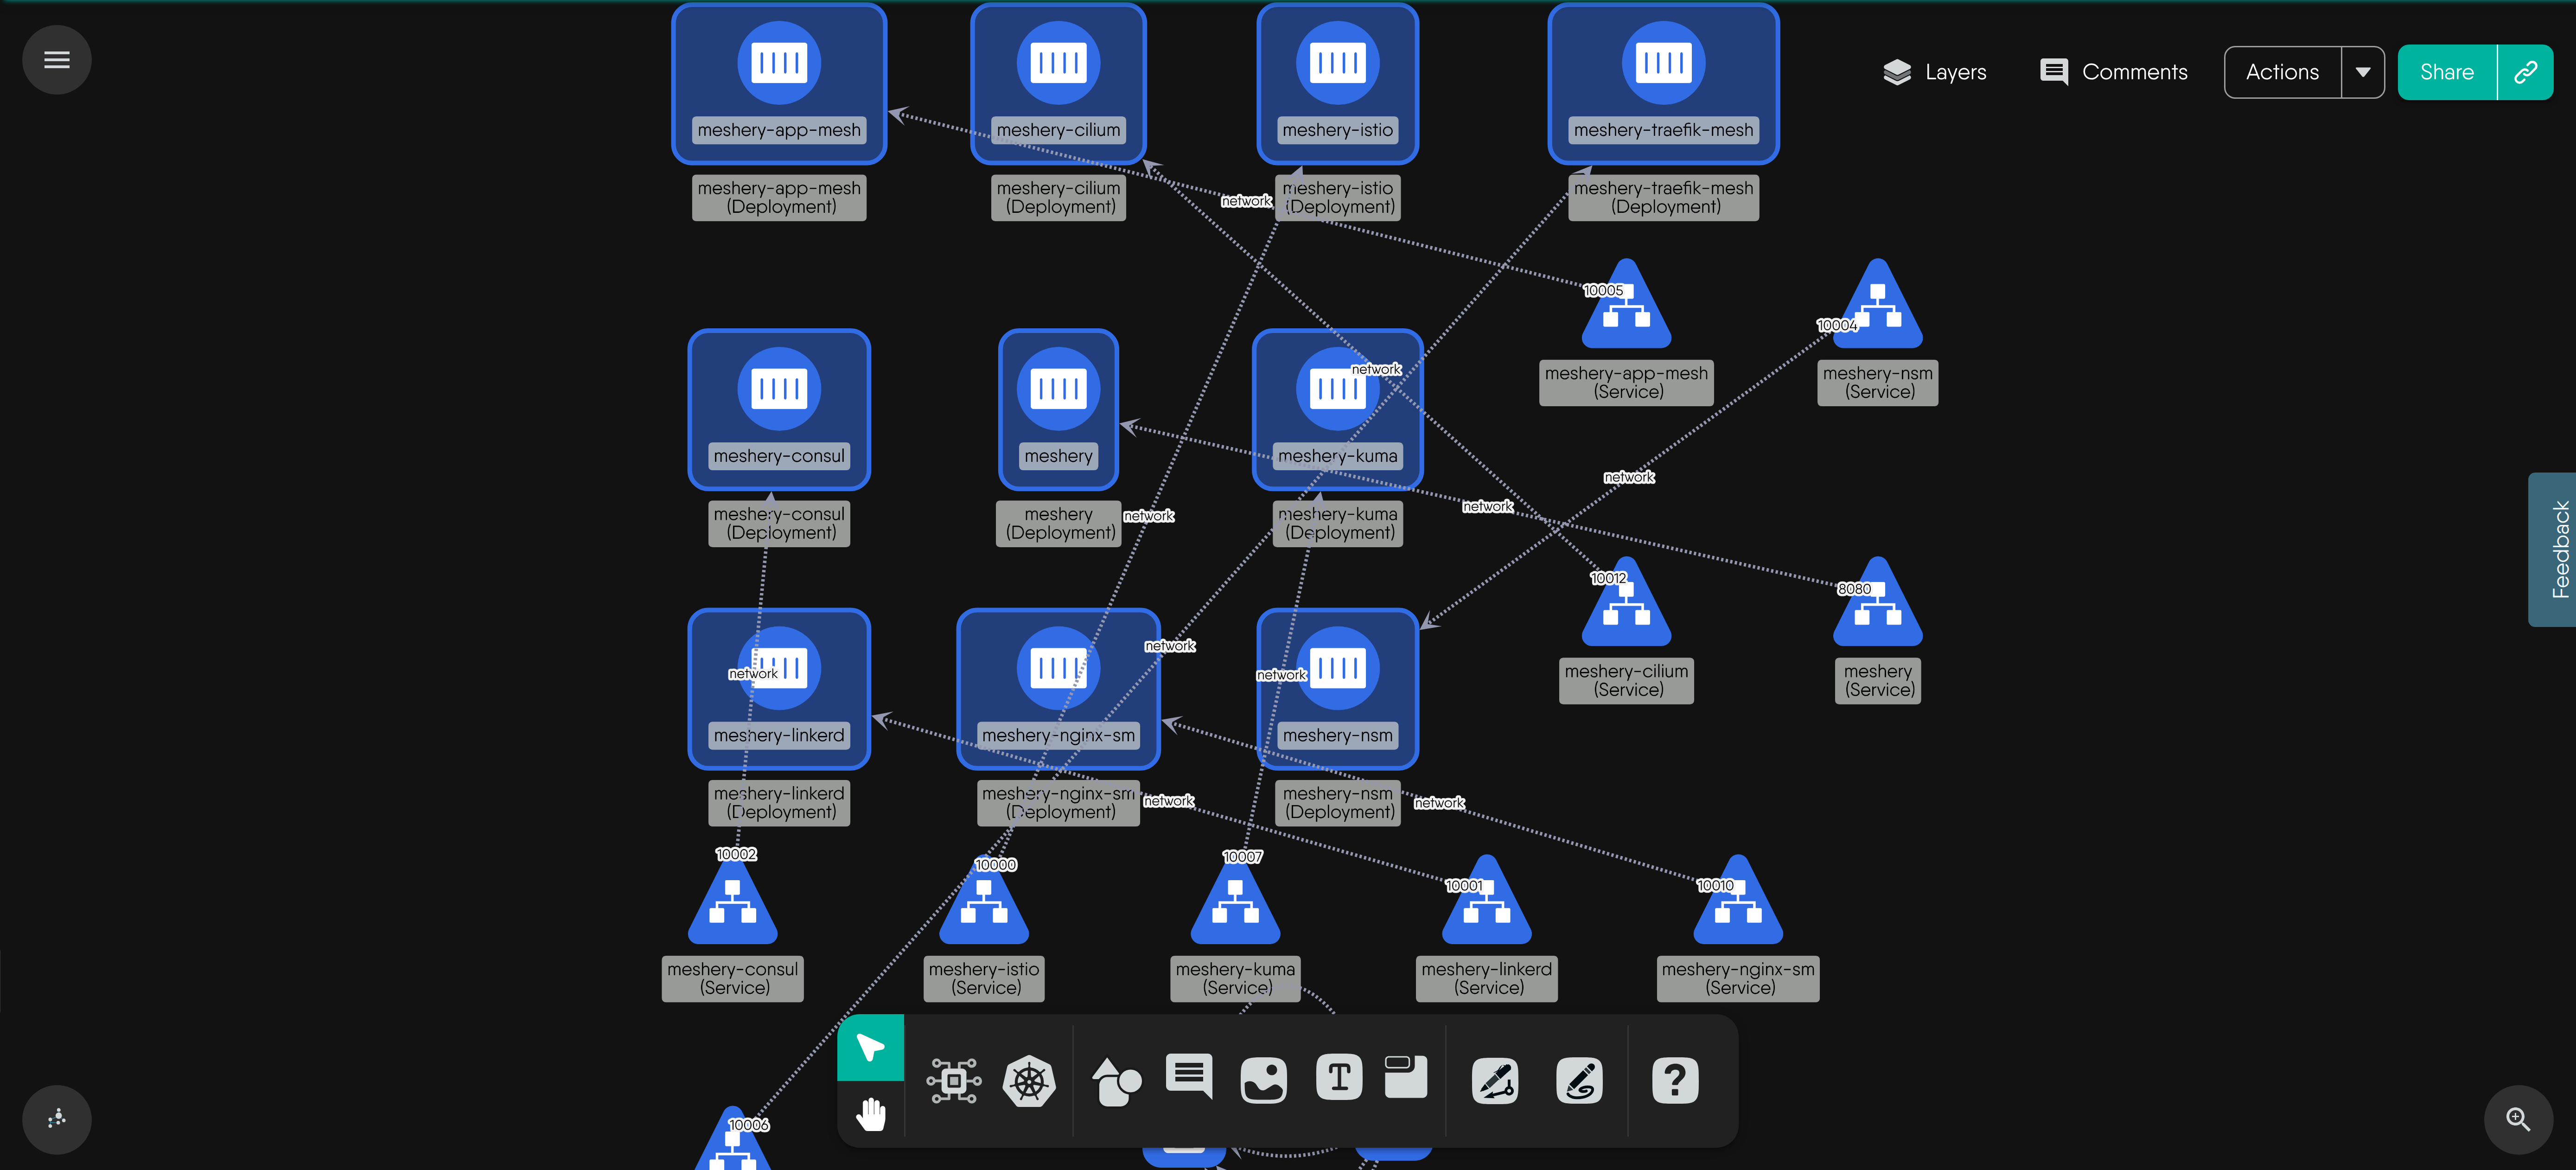 meshery-app-mesh
meshery-cilium
meshery-istio
meshery-traefik-mesh
Layers
Comments
Actions
Share
meshery-app-mesh
(Deployment)
meshery-cilium
(Deployment)
network
meshery-istio
(Deployment)
meshery-traefik-mesh
(Deployment)
10005
10004
meshery-app-mesh
(Service)
meshery-nsm
(Service)
network
meshery-consul
meshery
meshery-kuma
network
network
meshery-consul
(Deployment)
meshery
(Deployment)
network
meshery-kuma
(Deployment)
Feedback
10012
8080
meshery-cilium
(Service)
meshery
(Service)
network
network
network
meshery-linkerd
meshery-nginx-sm
meshery-nsm
meshery-linkerd
(Deployment)
meshery-nginx-sm
(Deployment)
network
meshery-nsm
(Deployment)
network
10002
10000
10007
10001
10010
meshery-consul
(Service)
meshery-istio
(Service)
meshery-kuma
(Service)
meshery-linkerd
(Service)
meshery-nginx-sm
(Service)
T
?
10006